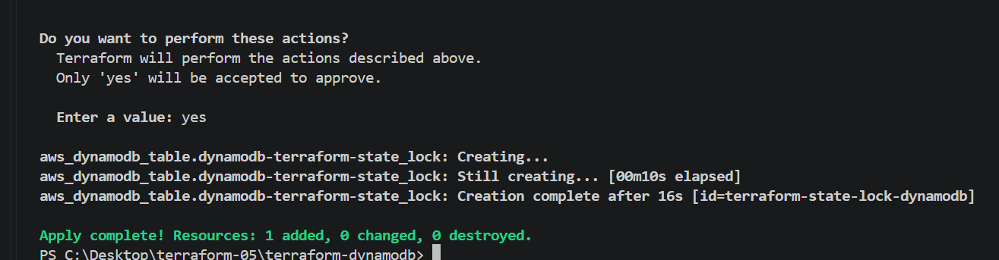 Do you want to perform these actions?
Terraform will perform the actions described above.
Only 'yes' will be accepted to approve.
Enter a value: yes
aws_dynamodb_table.dynamodb-terraform-state_lock: Creating...
aws_dynamodb_table.dynamodb-terraform-state_lock: Still creating... [00m10s elapsed]
aws_dynamodb_table.dynamodb-terraform-state_lock: Creation complete after 16s [id=terraform-state-lock-dynamodb]
Apply complete! Resources: 1 added, 0 changed, 0 destroyed.
PS C:\Desktop\terraform-05\terraform-dynamodb>